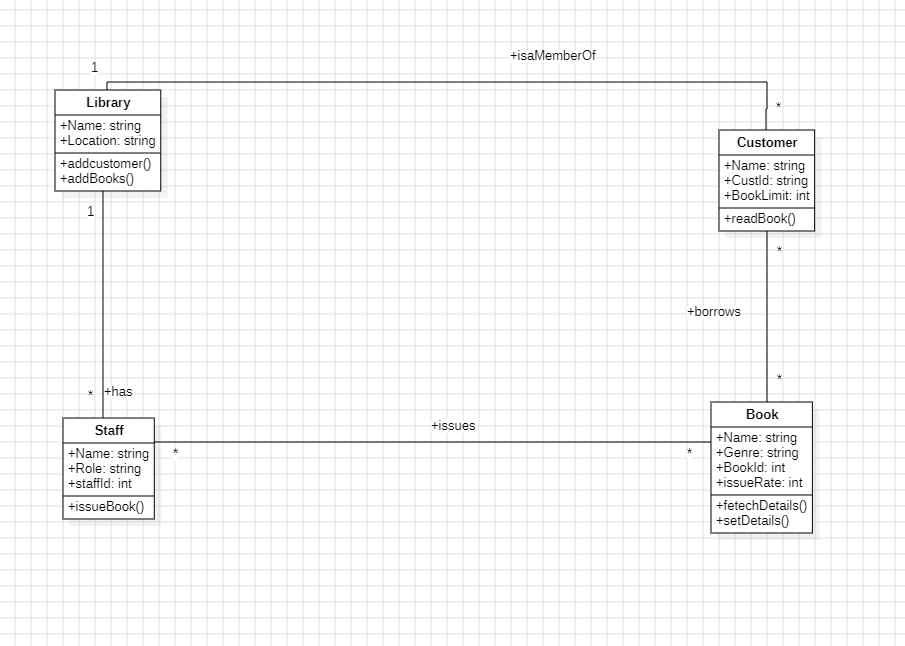 +isaMemberOf
1
Library
+Name: string
+Location: string
+addcustomer()
+addBooks()
1
*
Customer
+Name: string
+CustId: string
+BookLimit: int
+readBook()
*
+borrows
*
* +has
Staff
+Name: string
+Role: string
+staffId: int
+issueBook()
+issues
*
*
Book
+Name: string
+Genre: string
+BookId: int
+issueRate: int
+fetechDetails()
+setDetails()